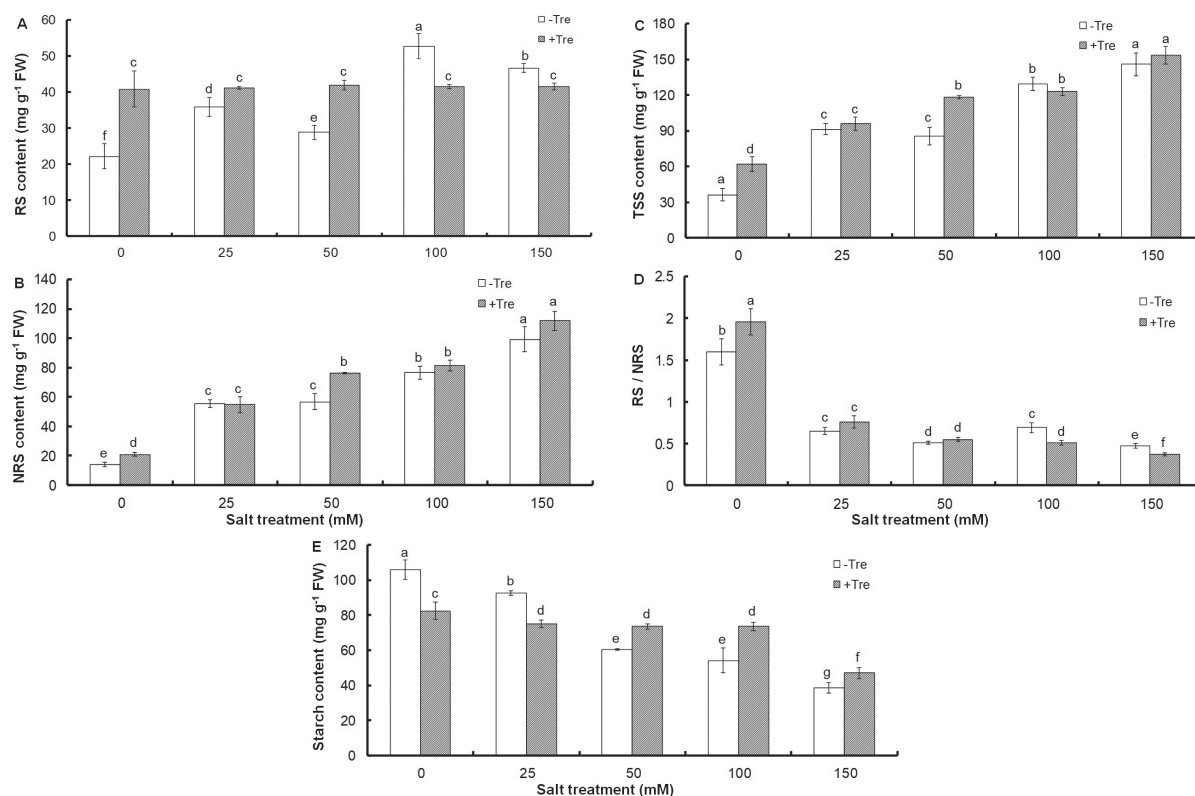 A
-Tre
+Tre
RS content (mg g⁻¹ FW)
60
50
40
30
20
10
0
f
c
d
c
e
c
a
c
b
c
0 25 50 100 150
C
-Tre
+Tre
TSS content (mg g⁻¹ FW)
180
150
120
90
60
30
0
a
d
c
c
c
b
b
b
a
a
0 25 50 100 150
B
-Tre
+Tre
NRS content (mg g⁻¹ FW)
140
120
100
80
60
40
20
0
e
d
c
c
c
b
b
b
a
a
0 25 50 100 150
Salt treatment (mM)
D
-Tre
+Tre
RS / NRS
2.5
2
1.5
1
0.5
0
b
a
c
c
d
d
c
d
e
f
0 25 50 100 150
Salt treatment (mM)
E
-Tre
+Tre
Starch content (mg g⁻¹ FW)
120
100
80
60
40
20
0
a
c
b
d
e
d
e
d
g
f
0 25 50 100 150
Salt treatment (mM)